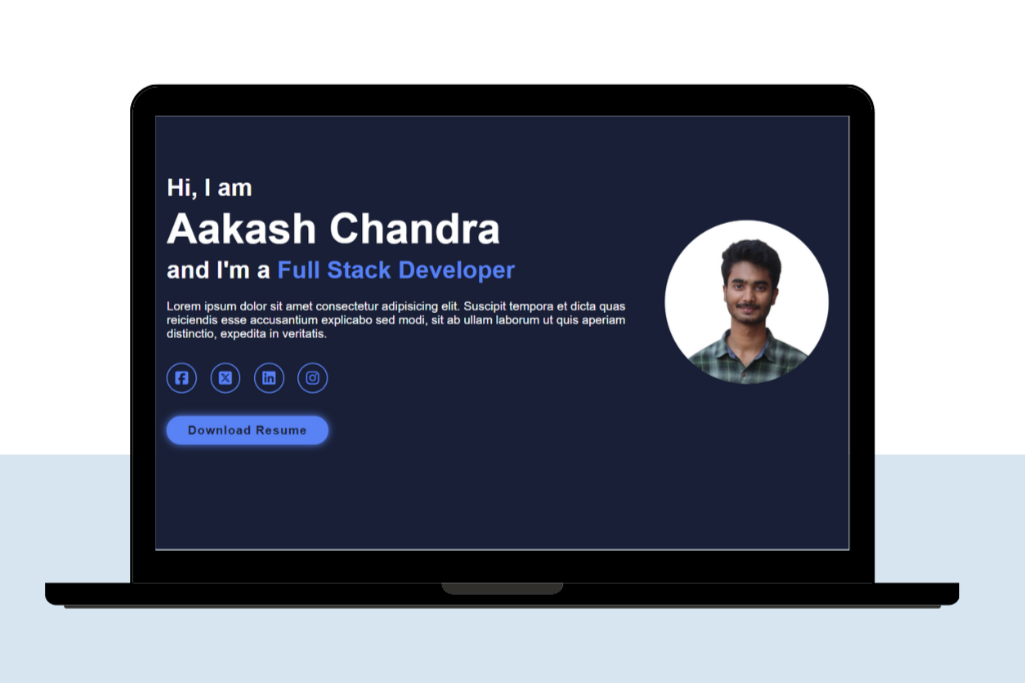 Hi, I am
Aakash Chandra
and I'm a Full Stack Developer
Lorem ipsum dolor sit amet consectetur adipisicing elit. Suscipit tempora et dicta quas
reiciendis esse accusantium explicabo sed modi, sit ab ullam laborum ut quis aperiam
distinctio, expedita in veritatis.
Download Resume